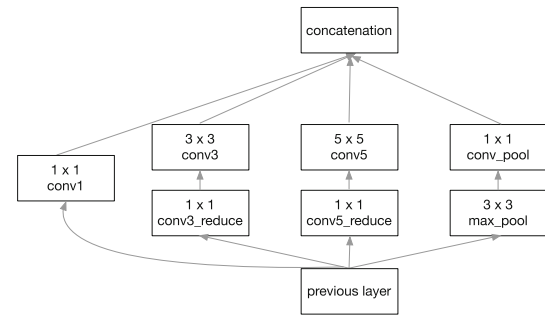 concatenation
3 x 3
conv3
5 x 5
conv5
1 x 1
conv_pool
1 x 1
conv1
1 x 1
conv3_reduce
1 x 1
conv5_reduce
3 x 3
max_pool
previous layer